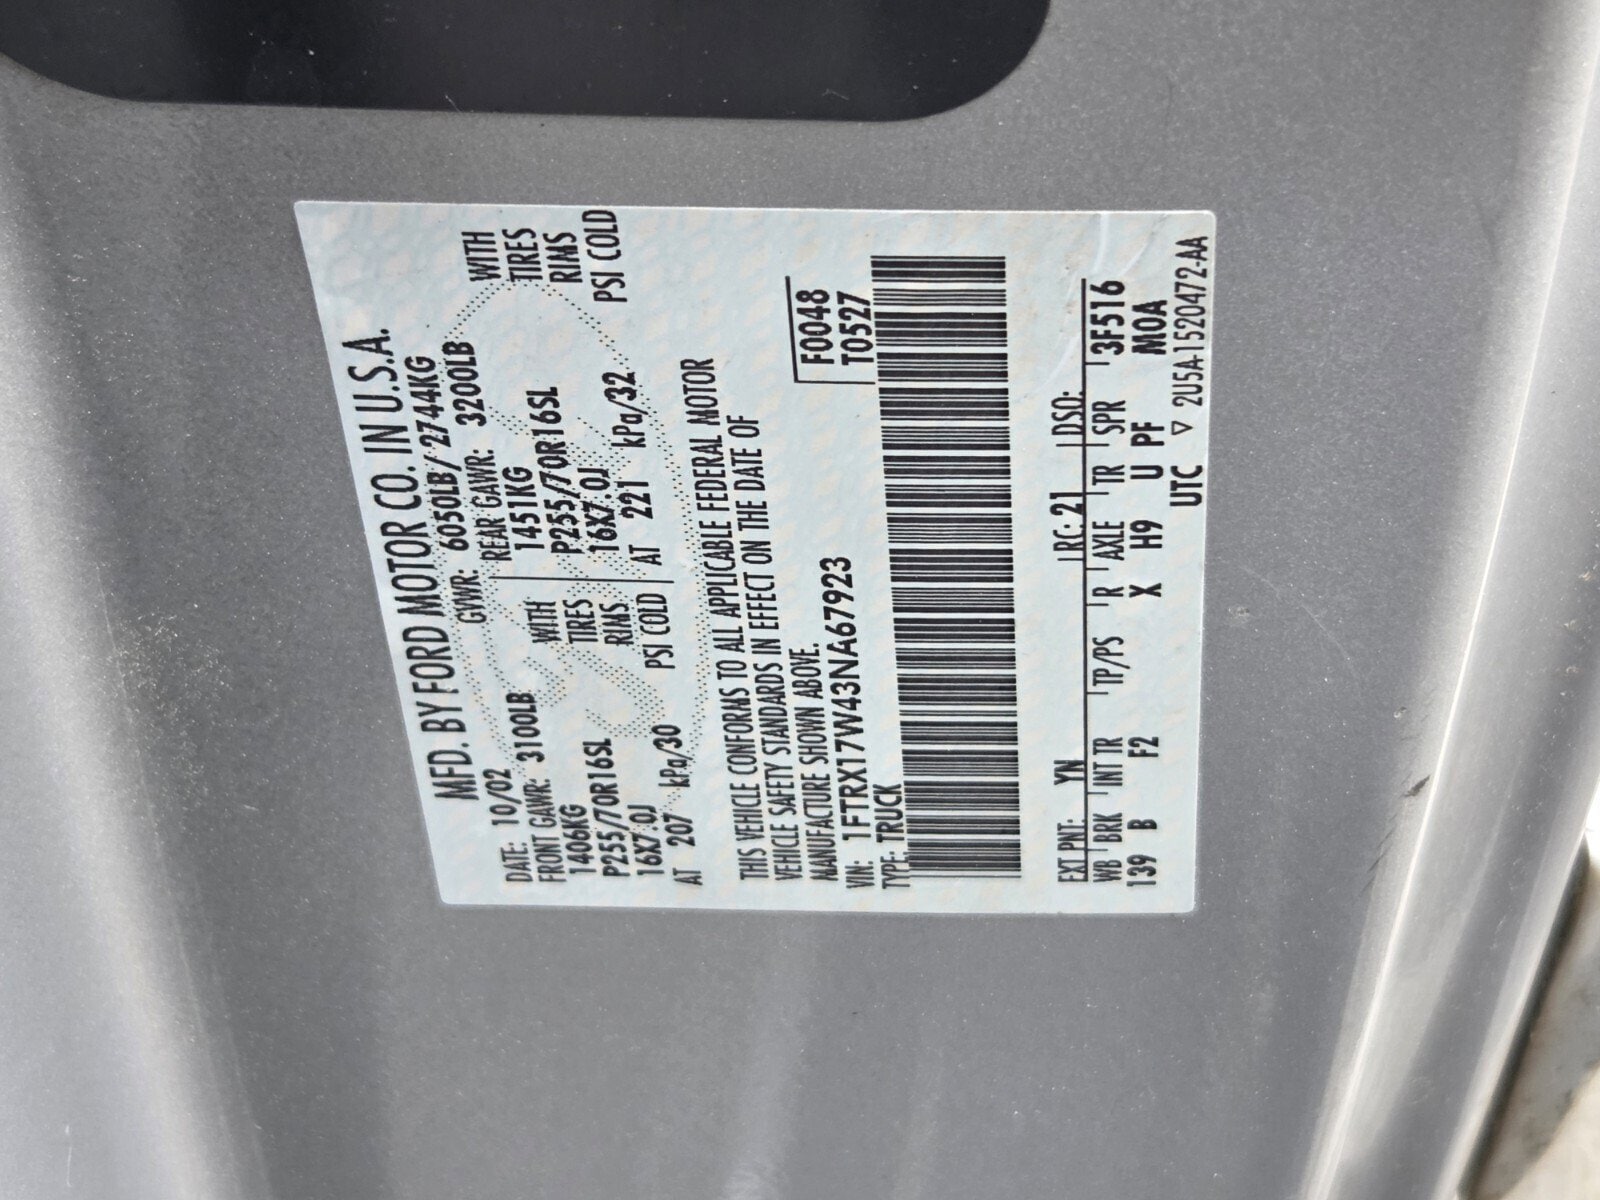 MFD. BY FORD MOTOR CO. IN U.S.A.
DATE: 10/02 GVWR: 6050LB/2744KG
FRONT GAWR: 3100LB REAR GAWR: 3200LB
1406KG WITH 1451KG WITH
P255/70R16SL TIRES P255/70R16SL TIRES
16X7.0J RIMS 16X7.0J RIMS
AT 207 kPa/30 PSI COLD AT 221 kPa/32 PSI COLD
THIS VEHICLE CONFORMS TO ALL APPLICABLE FEDERAL MOTOR
VEHICLE SAFETY STANDARDS IN EFFECT ON THE DATE OF
MANUFACTURE SHOWN ABOVE.
VIN: 1FTRX17W43NA67923 F0048
TYPE: TRUCK T0527
EXT PNT: YN RC: 21 DSO:
WB BRK INT TR TP/PS R AXLE TR SPR 3F516
139 B F2 X H9 U PF M0A
UTC ▽ 2U5A-1520472-AA